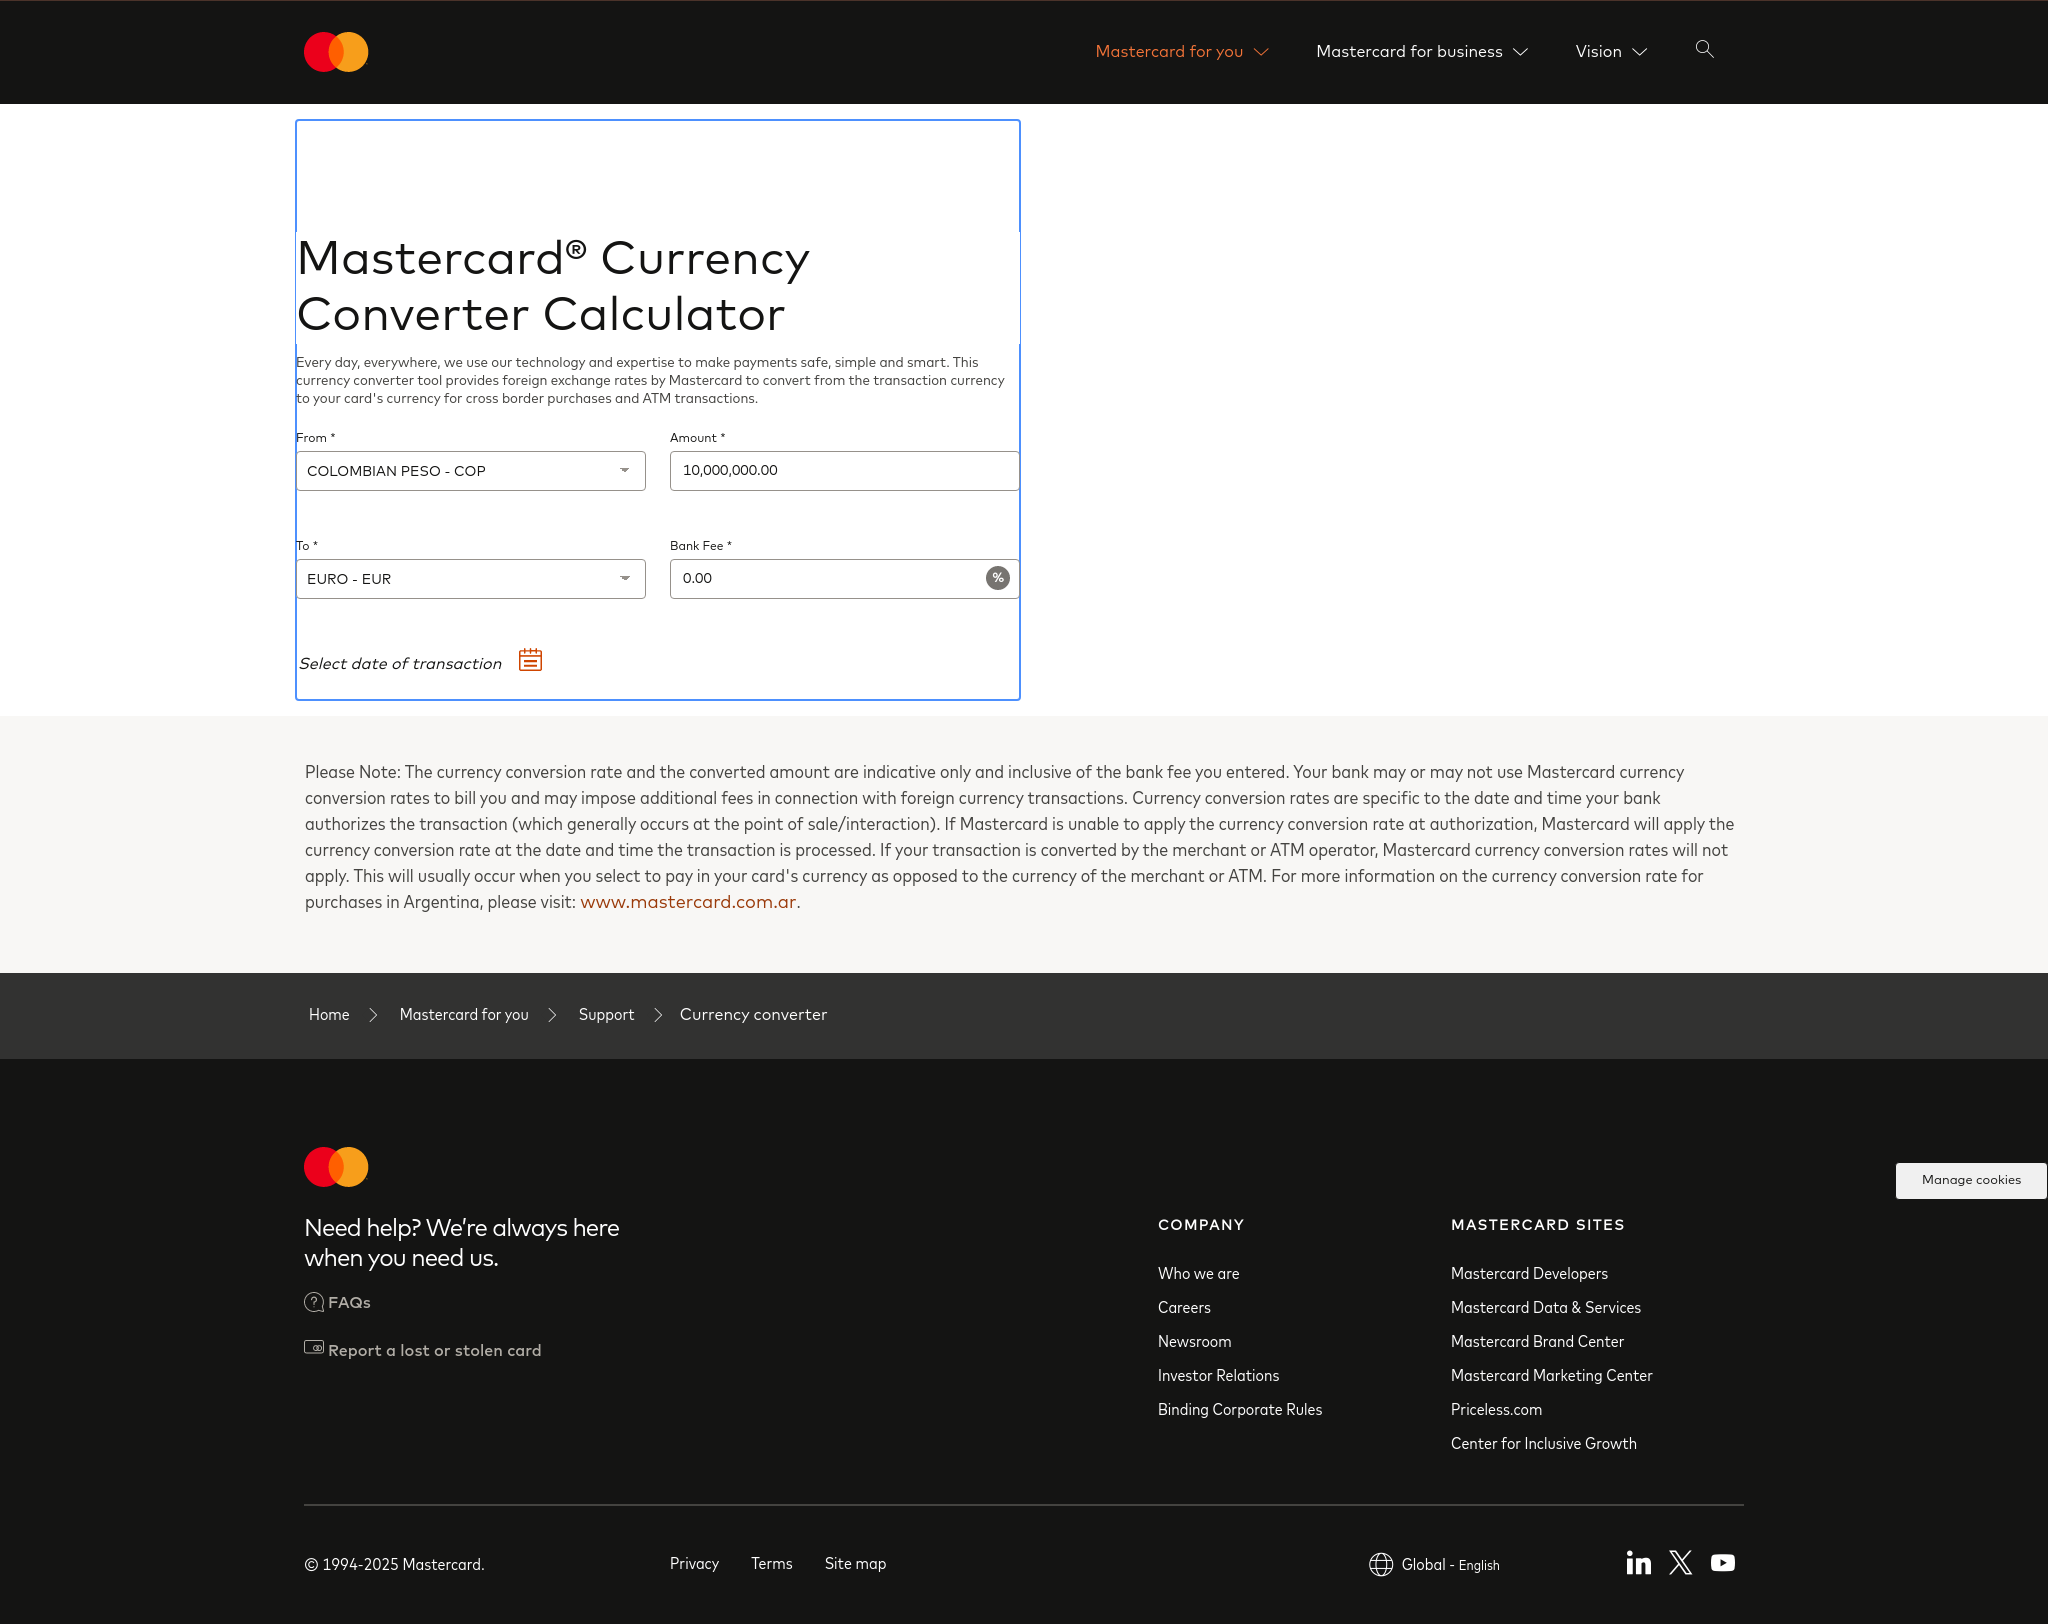 Mastercard for you
Mastercard for business
Vision
Mastercard® Currency
Converter Calculator
Every day, everywhere, we use our technology and expertise to make payments safe, simple and smart. This
currency converter tool provides foreign exchange rates by Mastercard to convert from the transaction currency
to your card's currency for cross border purchases and ATM transactions.
From *
Amount *
COLOMBIAN PESO - COP
10,000,000.00
To *
Bank Fee *
EURO - EUR
0.00
%
Select date of transaction
Please Note: The currency conversion rate and the converted amount are indicative only and inclusive of the bank fee you entered. Your bank may or may not use Mastercard currency
conversion rates to bill you and may impose additional fees in connection with foreign currency transactions. Currency conversion rates are specific to the date and time your bank
authorizes the transaction (which generally occurs at the point of sale/interaction). If Mastercard is unable to apply the currency conversion rate at authorization, Mastercard will apply the
currency conversion rate at the date and time the transaction is processed. If your transaction is converted by the merchant or ATM operator, Mastercard currency conversion rates will not
apply. This will usually occur when you select to pay in your card's currency as opposed to the currency of the merchant or ATM. For more information on the currency conversion rate for
purchases in Argentina, please visit: www.mastercard.com.ar.
Home
Mastercard for you
Support
Currency converter
Manage cookies
Need help? We’re always here
when you need us.
FAQs
Report a lost or stolen card
COMPANY
Who we are
Careers
Newsroom
Investor Relations
Binding Corporate Rules
MASTERCARD SITES
Mastercard Developers
Mastercard Data & Services
Mastercard Brand Center
Mastercard Marketing Center
Priceless.com
Center for Inclusive Growth
© 1994-2025 Mastercard.
Privacy
Terms
Site map
Global - English